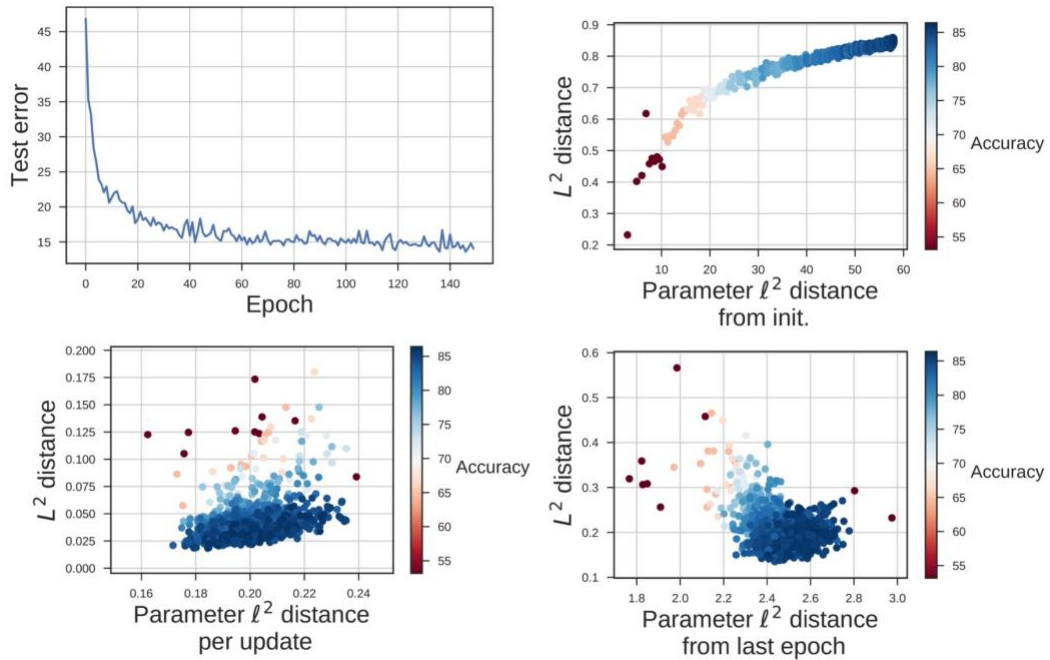 45
40
35
30
25
20
15
Test error
0 20 40 60 80 100 120 140
Epoch
0.9
0.8
0.7
0.6
0.5
0.4
0.3
0.2
L² distance
10 20 30 40 50 60
Parameter ℓ² distance
from init.
85
80
75
70
65
60
55
Accuracy
0.200
0.175
0.150
0.125
0.100
0.075
0.050
0.025
0.000
L² distance
0.16 0.18 0.20 0.22 0.24
Parameter ℓ² distance
per update
85
80
75
70
65
60
55
Accuracy
0.6
0.5
0.4
0.3
0.2
0.1
L² distance
1.8 2.0 2.2 2.4 2.6 2.8 3.0
Parameter ℓ² distance
from last epoch
85
80
75
70
65
60
55
Accuracy